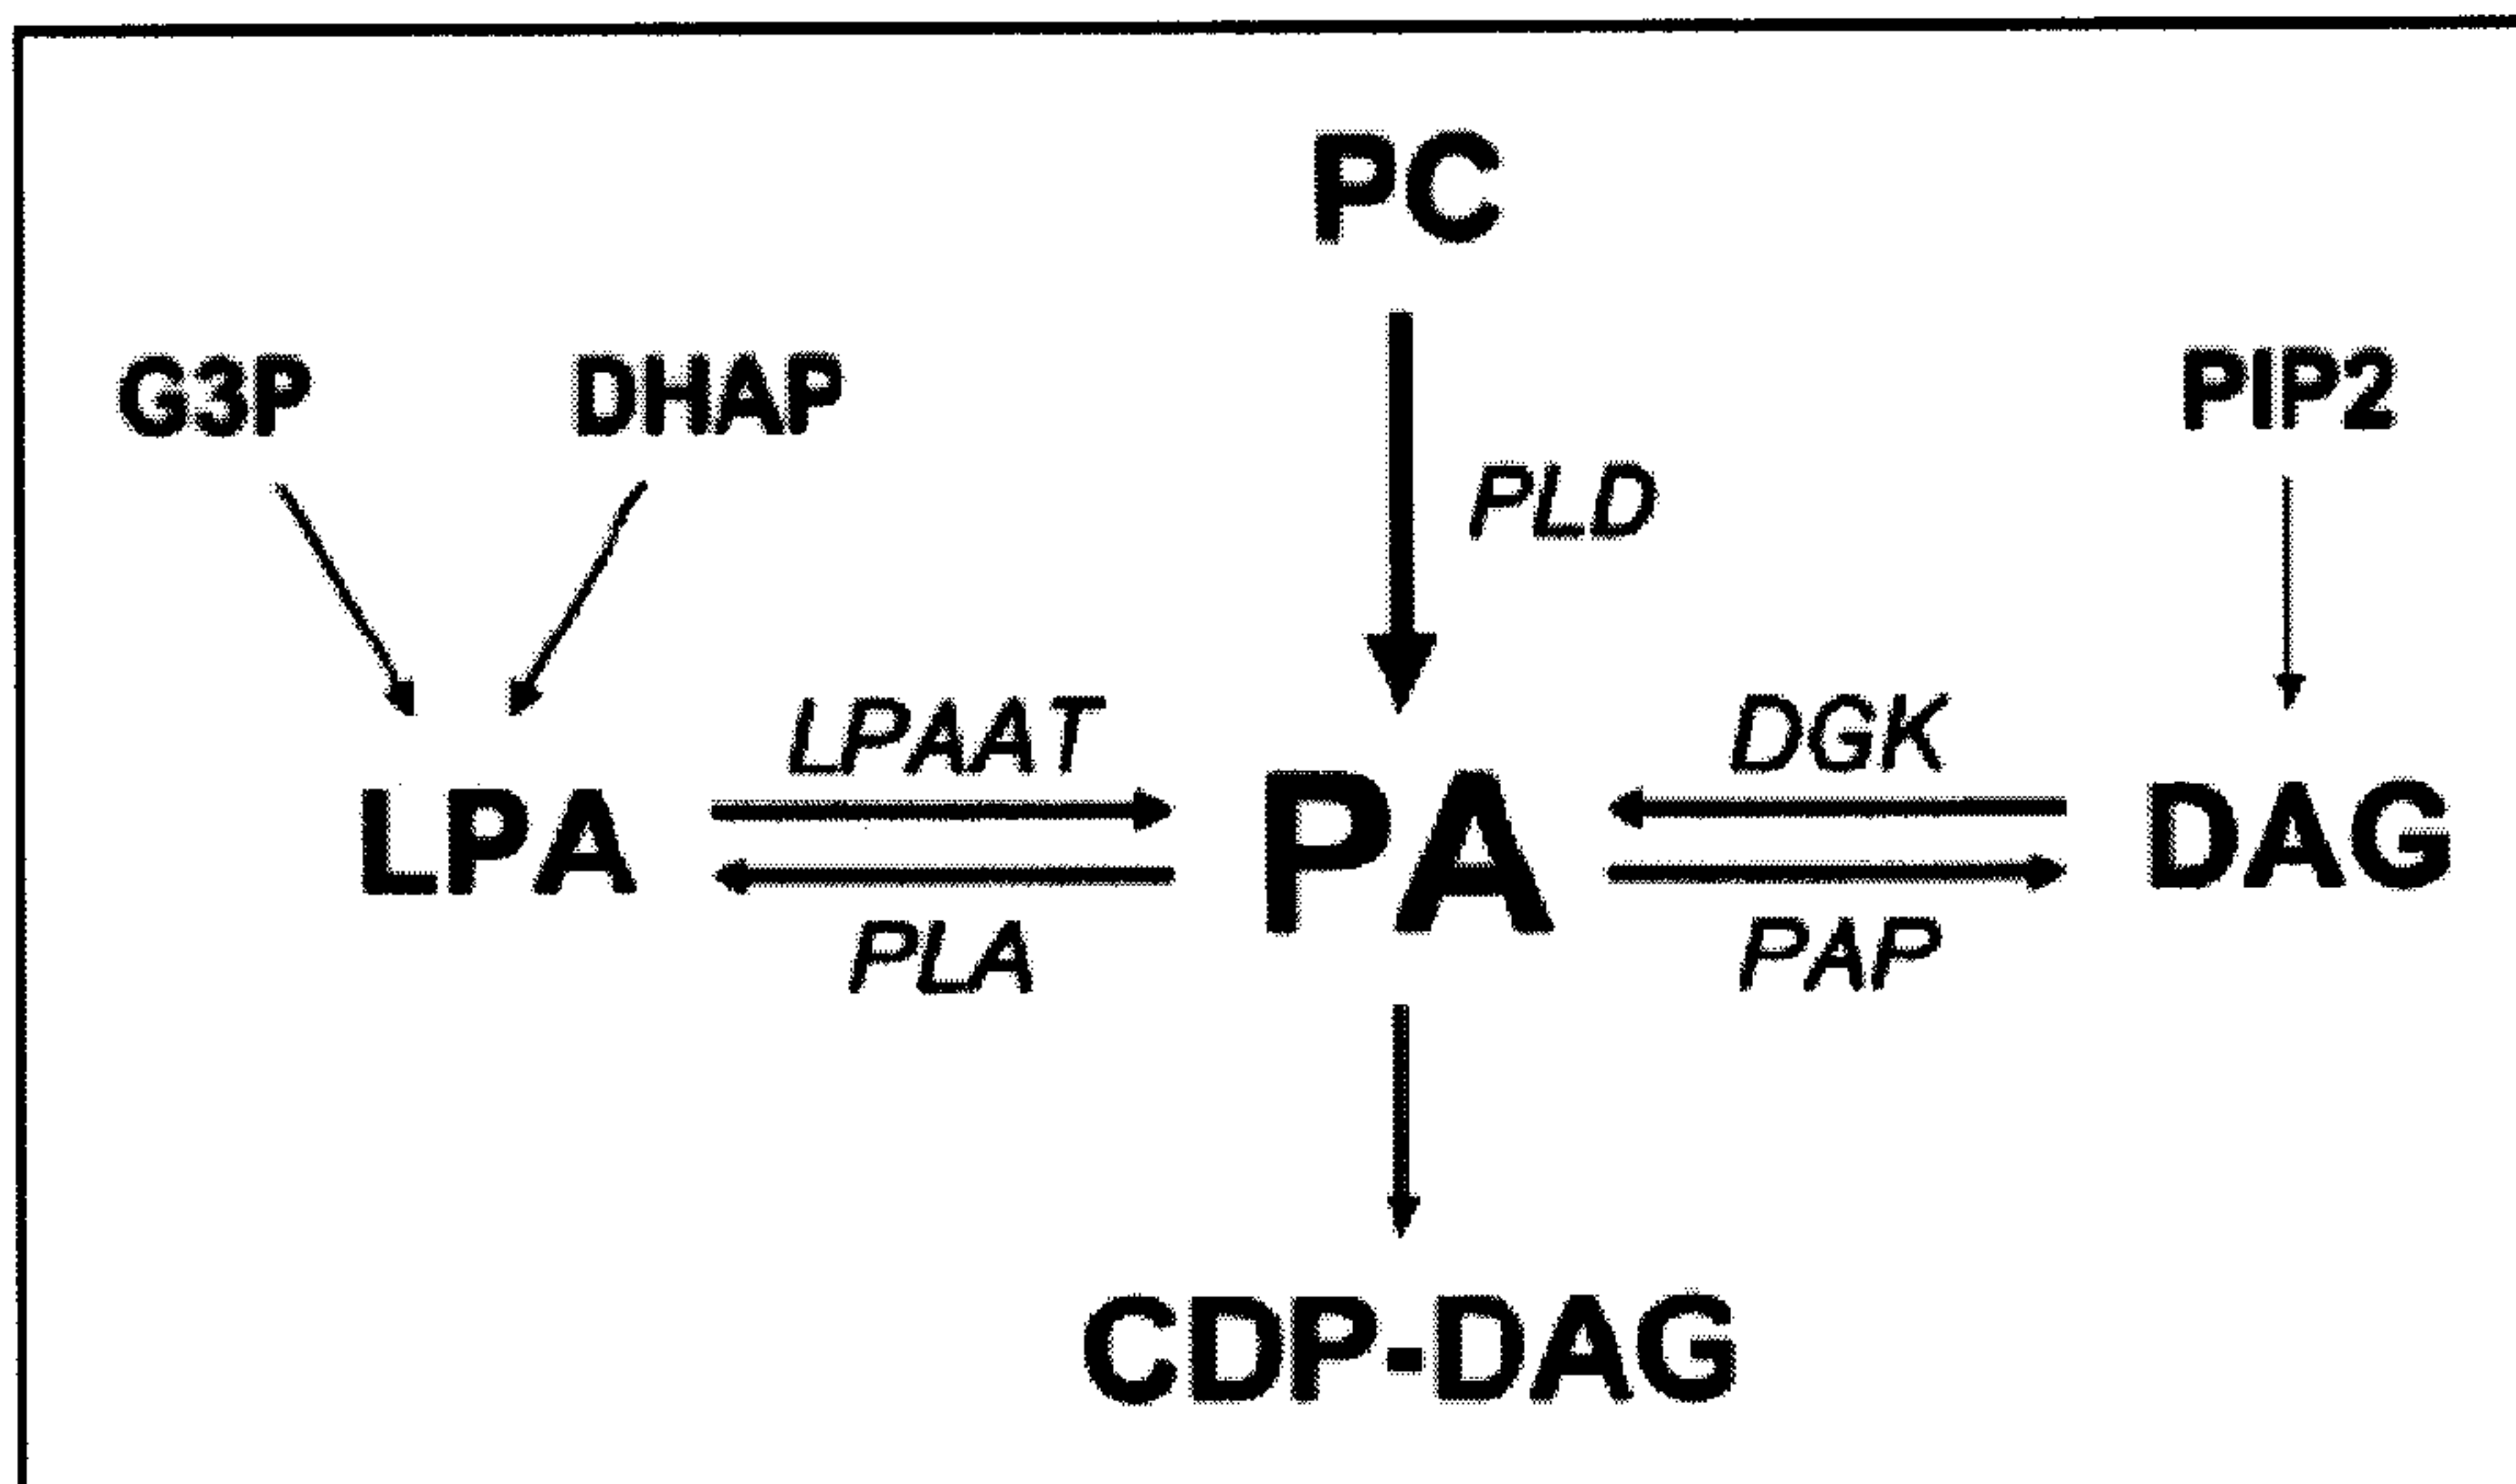 PC
G3P DHAP PIP2
PLD
LPAAT DGK
LPA PA DAG
PLA PAP
CDP-DAG